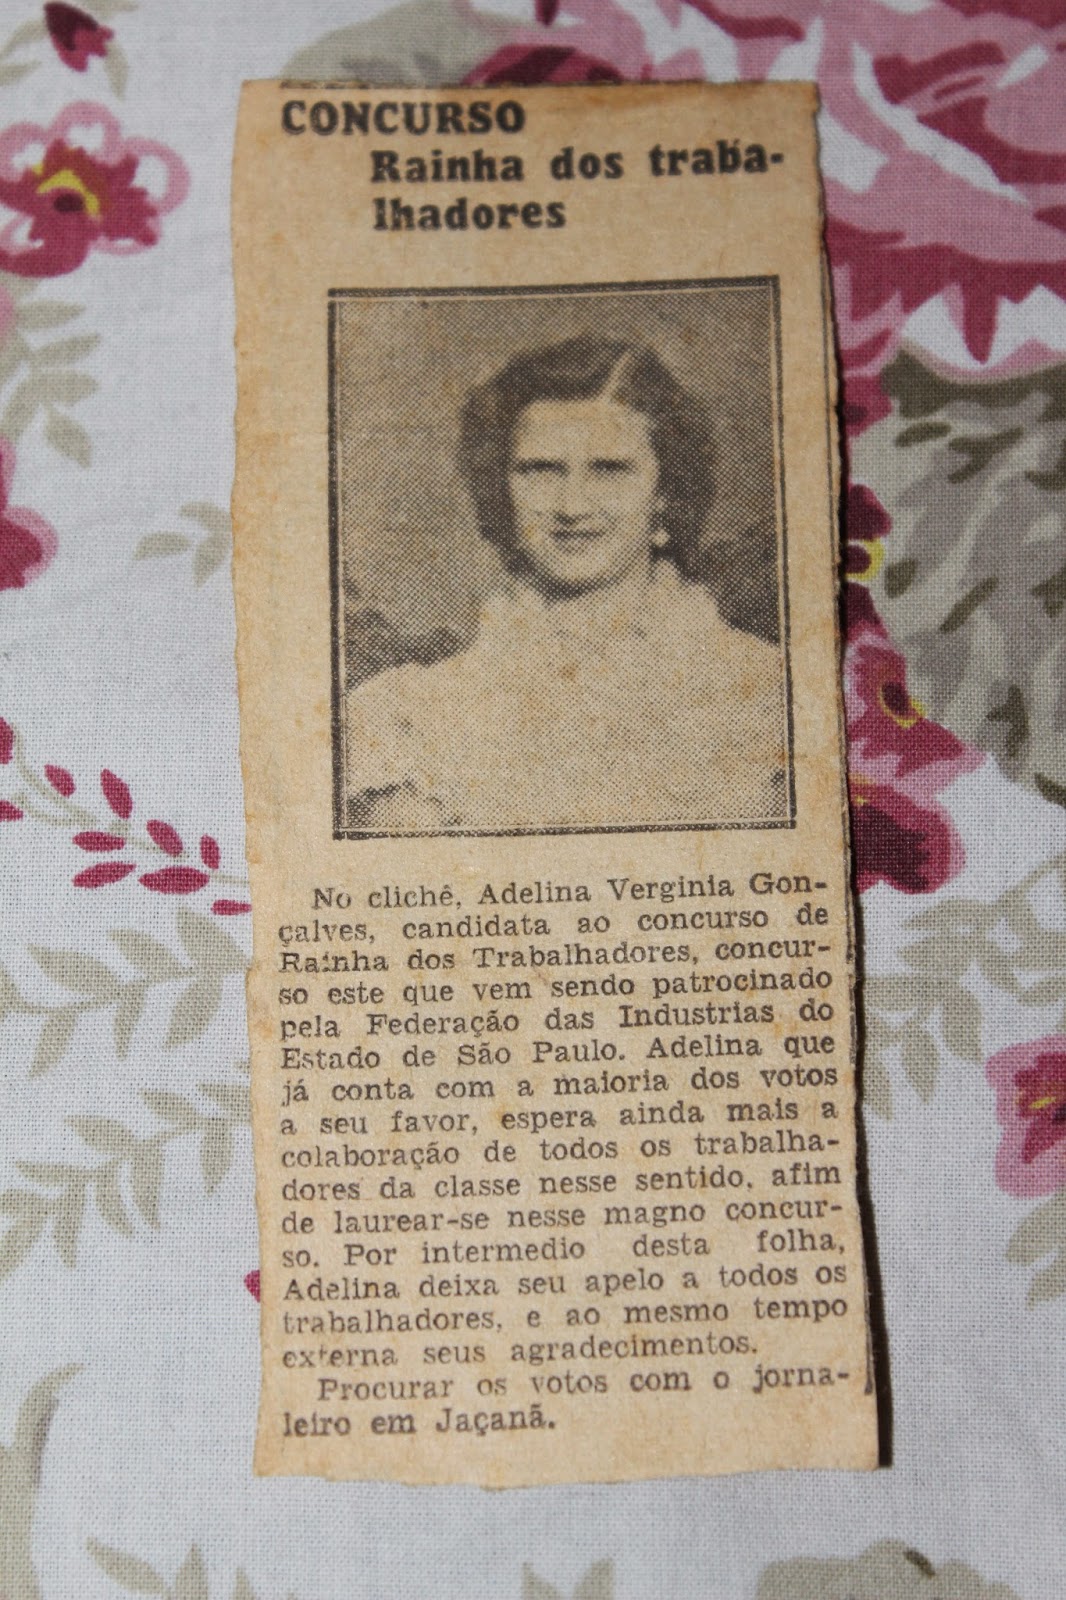 CONCURSO
Rainha dos traba-
lhadores
No clichê, Adelina Verginia Gon-
çalves, candidata ao concurso de
Rainha dos Trabalhadores, concur-
so este que vem sendo patrocinado
pela Federação das Industrias do
Estado de São Paulo. Adelina que
já conta com a maioria dos votos
a seu favor, espera ainda mais a
colaboração de todos os trabalha-
dores da classe nesse sentido, afim
de laurear-se nesse magno concur-
so. Por intermedio desta folha,
Adelina deixa seu apelo a todos os
trabalhadores, e ao mesmo tempo
externa seus agradecimentos.
Procurar os votos com o jorna-
leiro em Jaçanã.